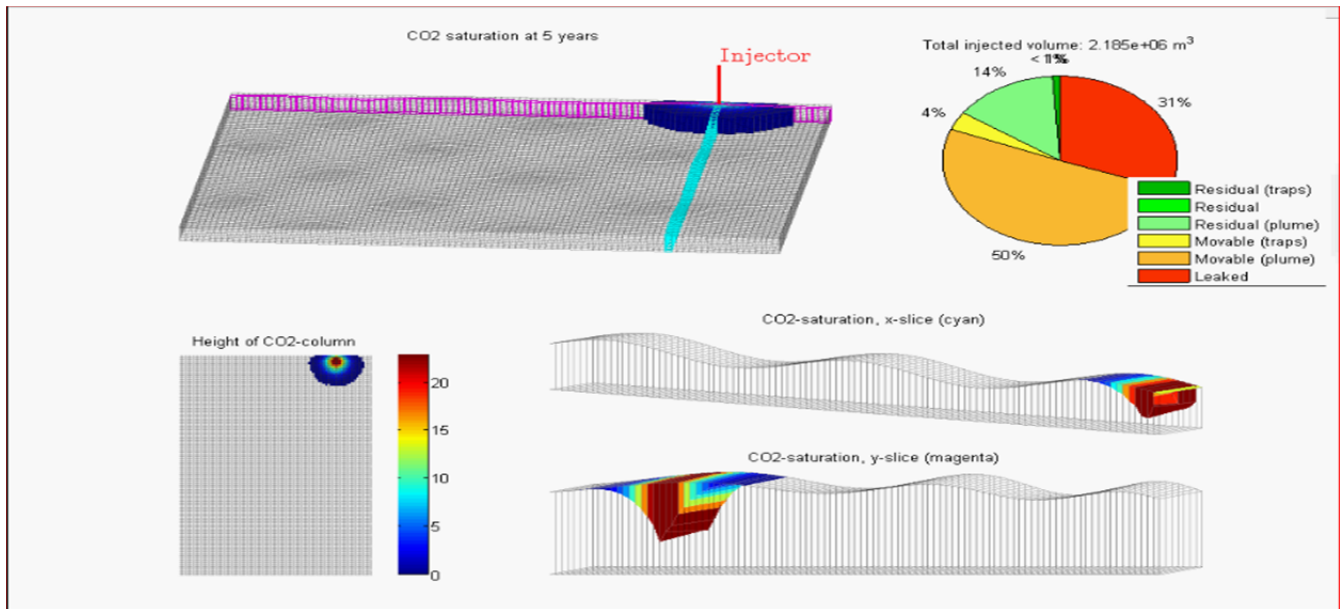 CO2 saturation at 5 years
Injector
Total injected volume: 2.185e+06 m³
14%
31%
4%
50%
Residual (traps)
Residual
Residual (plume)
Movable (traps)
Movable (plume)
Leaked
Height of CO2-column
20
15
10
5
0
CO2-saturation, x-slice (cyan)
CO2-saturation, y-slice (magenta)